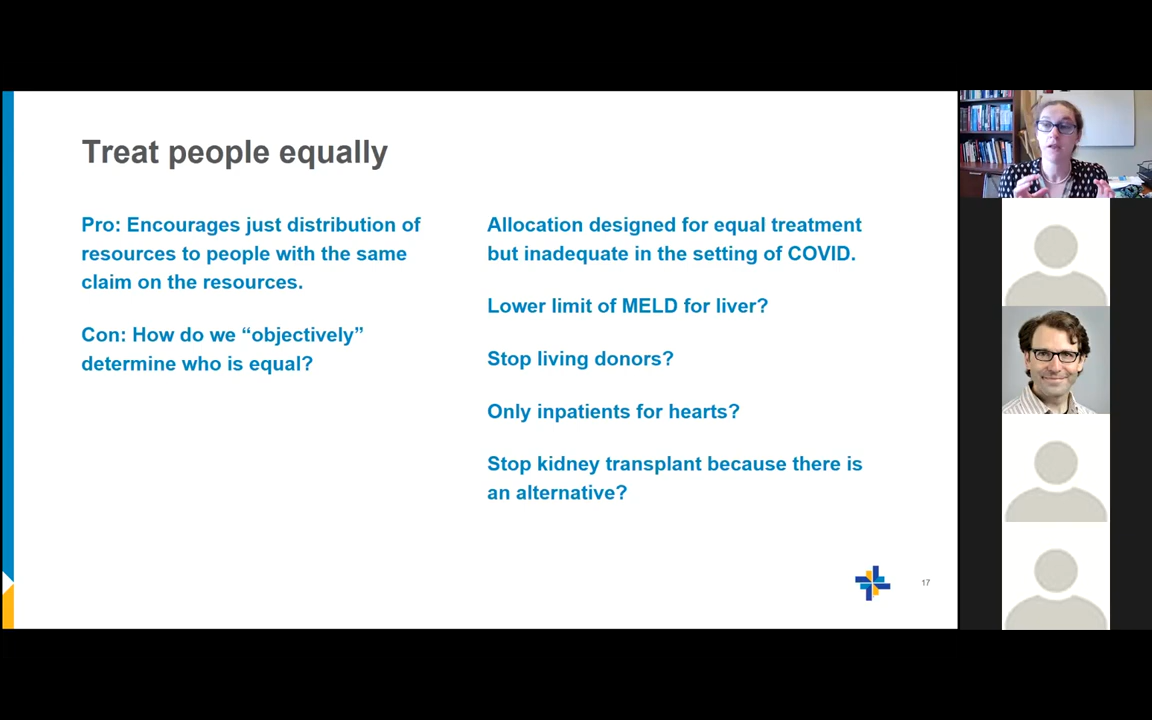 Treat people equally
Pro: Encourages just distribution of
resources to people with the same
claim on the resources.
Con: How do we “objectively”
determine who is equal?
Allocation designed for equal treatment
but inadequate in the setting of COVID.
Lower limit of MELD for liver?
Stop living donors?
Only inpatients for hearts?
Stop kidney transplant because there is
an alternative?
17